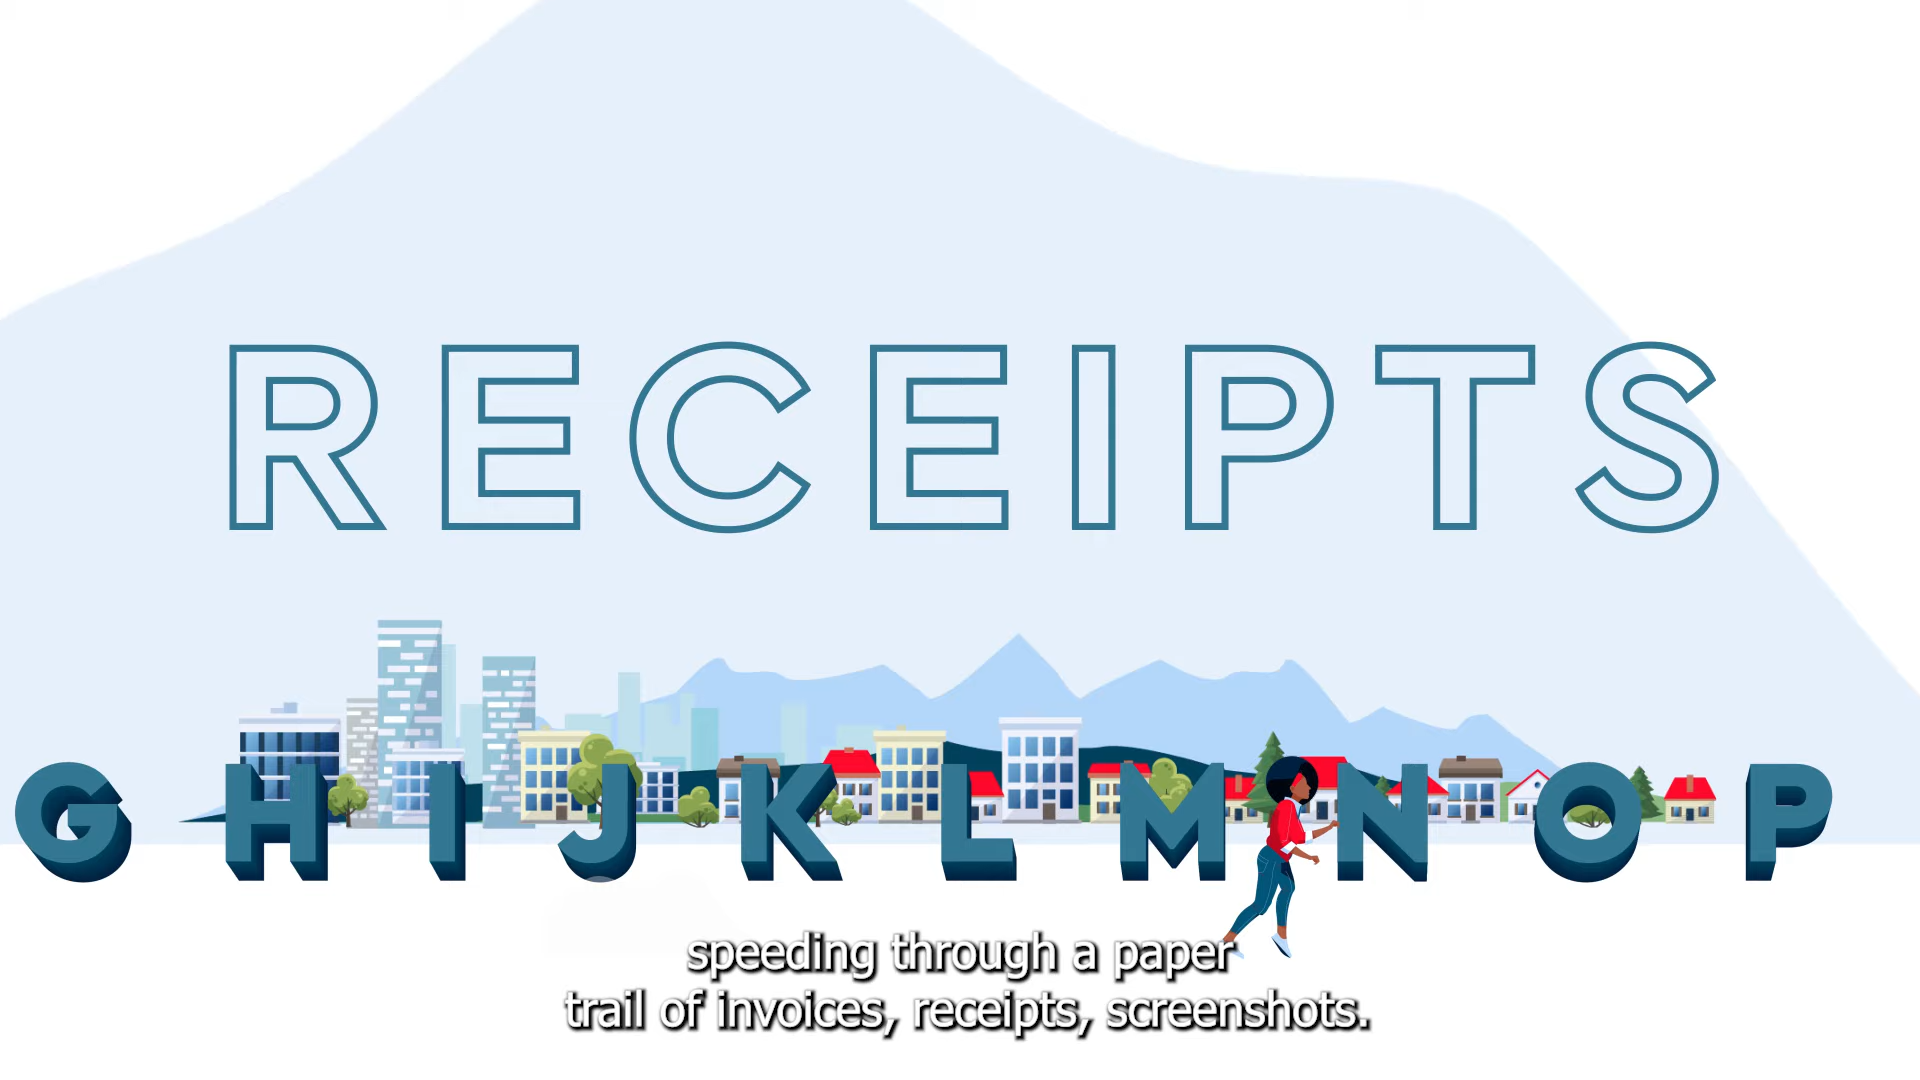 RECEIPTS
G H I J K L M N O P
speeding through a paper
trail of invoices, receipts, screenshots.